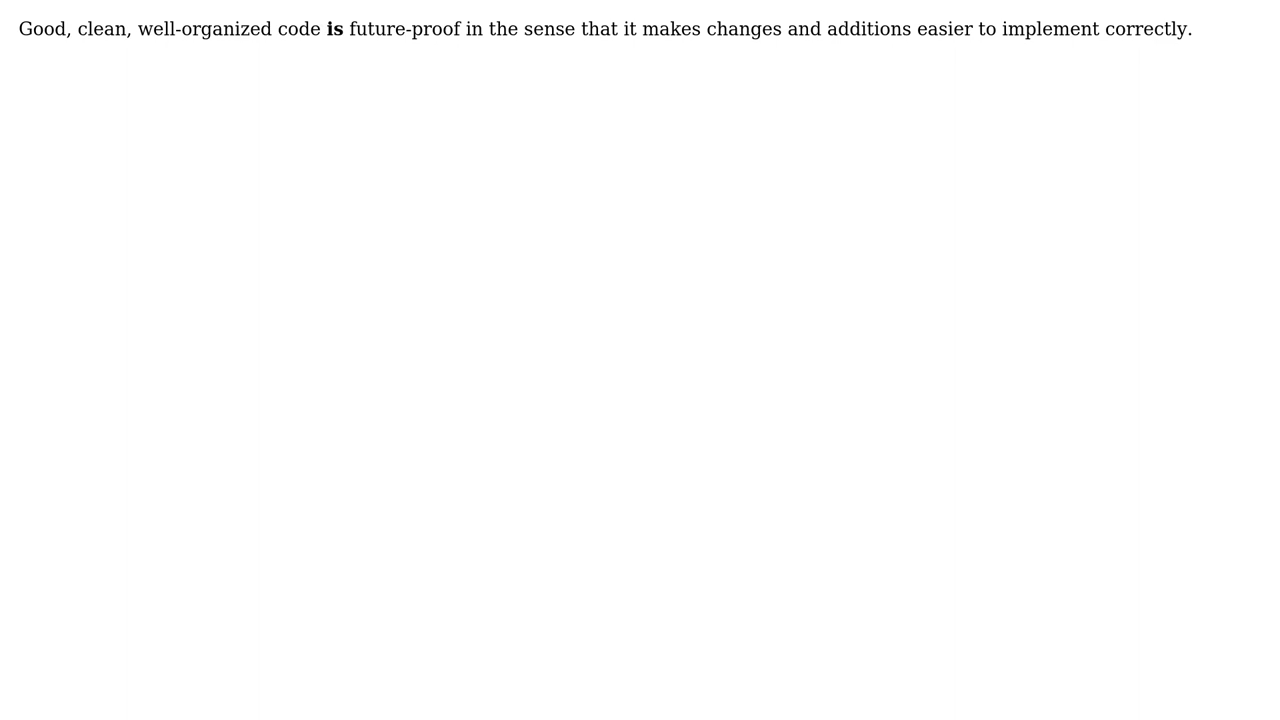 Good, clean, well-organized code is future-proof in the sense that it makes changes and additions easier to implement correctly.